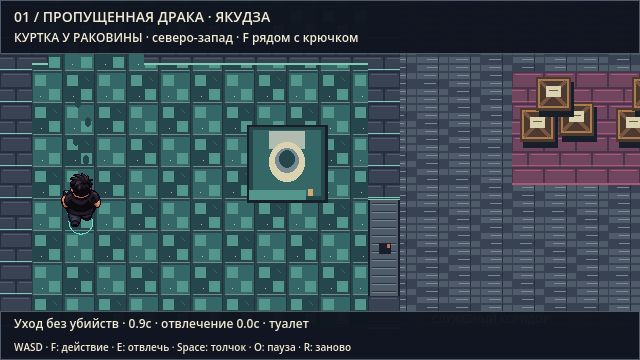 01 / ПРОПУЩЕННАЯ ДРАКА · ЯКУДЗА
КУРТКА У РАКОВИНЫ · северо-запад · F рядом с крючком
Уход без убийств · 0.9с · отвлечение 0.0с · туалет
WASD · F: действие · E: отвлечь · Space: толчок · O: пауза · R: заново